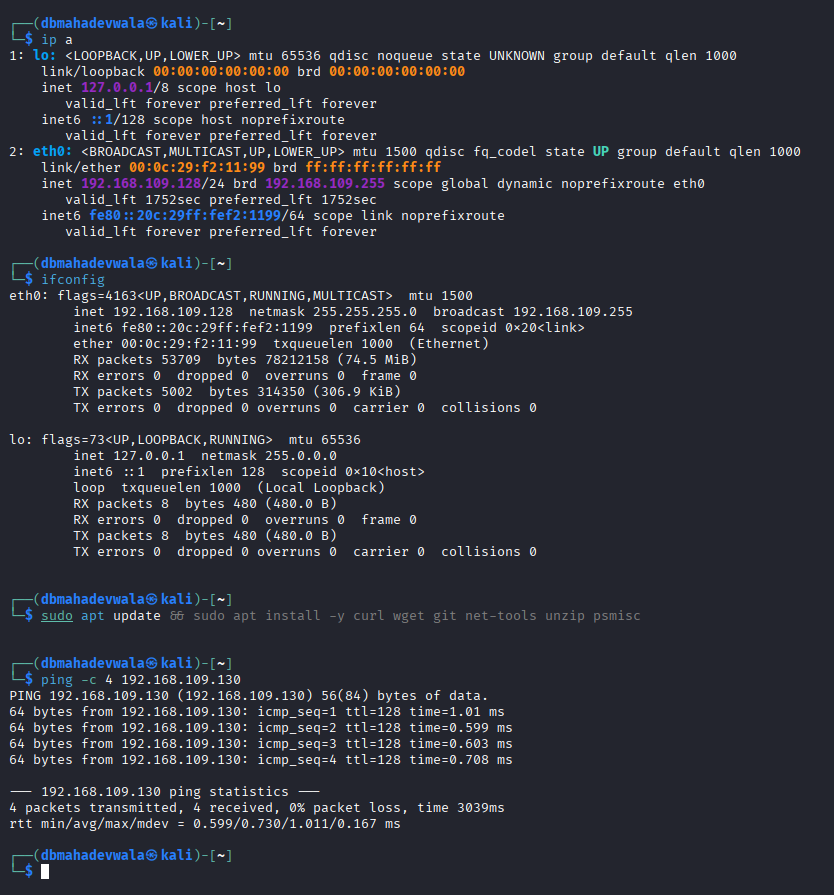 ┌──(dbmahadevwala㉿kali)-[~]
└─$ ip a
1: lo: <LOOPBACK,UP,LOWER_UP> mtu 65536 qdisc noqueue state UNKNOWN group default qlen 1000
    link/loopback 00:00:00:00:00:00 brd 00:00:00:00:00:00
    inet 127.0.0.1/8 scope host lo
       valid_lft forever preferred_lft forever
    inet6 ::1/128 scope host noprefixroute
       valid_lft forever preferred_lft forever
2: eth0: <BROADCAST,MULTICAST,UP,LOWER_UP> mtu 1500 qdisc fq_codel state UP group default qlen 1000
    link/ether 00:0c:29:f2:11:99 brd ff:ff:ff:ff:ff:ff
    inet 192.168.109.128/24 brd 192.168.109.255 scope global dynamic noprefixroute eth0
       valid_lft 1752sec preferred_lft 1752sec
    inet6 fe80::20c:29ff:fef2:1199/64 scope link noprefixroute
       valid_lft forever preferred_lft forever
┌──(dbmahadevwala㉿kali)-[~]
└─$ ifconfig
eth0: flags=4163<UP,BROADCAST,RUNNING,MULTICAST>  mtu 1500
        inet 192.168.109.128  netmask 255.255.255.0  broadcast 192.168.109.255
        inet6 fe80::20c:29ff:fef2:1199  prefixlen 64  scopeid 0x20<link>
        ether 00:0c:29:f2:11:99  txqueuelen 1000  (Ethernet)
        RX packets 53709  bytes 78212158 (74.5 MiB)
        RX errors 0  dropped 0  overruns 0  frame 0
        TX packets 5002  bytes 314350 (306.9 KiB)
        TX errors 0  dropped 0 overruns 0  carrier 0  collisions 0
lo: flags=73<UP,LOOPBACK,RUNNING>  mtu 65536
        inet 127.0.0.1  netmask 255.0.0.0
        inet6 ::1  prefixlen 128  scopeid 0x10<host>
        loop  txqueuelen 1000  (Local Loopback)
        RX packets 8  bytes 480 (480.0 B)
        RX errors 0  dropped 0  overruns 0  frame 0
        TX packets 8  bytes 480 (480.0 B)
        TX errors 0  dropped 0 overruns 0  carrier 0  collisions 0
┌──(dbmahadevwala㉿kali)-[~]
└─$ sudo apt update && sudo apt install -y curl wget git net-tools unzip psmisc
┌──(dbmahadevwala㉿kali)-[~]
└─$ ping -c 4 192.168.109.130
PING 192.168.109.130 (192.168.109.130) 56(84) bytes of data.
64 bytes from 192.168.109.130: icmp_seq=1 ttl=128 time=1.01 ms
64 bytes from 192.168.109.130: icmp_seq=2 ttl=128 time=0.599 ms
64 bytes from 192.168.109.130: icmp_seq=3 ttl=128 time=0.603 ms
64 bytes from 192.168.109.130: icmp_seq=4 ttl=128 time=0.708 ms
--- 192.168.109.130 ping statistics ---
4 packets transmitted, 4 received, 0% packet loss, time 3039ms
rtt min/avg/max/mdev = 0.599/0.730/1.011/0.167 ms
┌──(dbmahadevwala㉿kali)-[~]
└─$